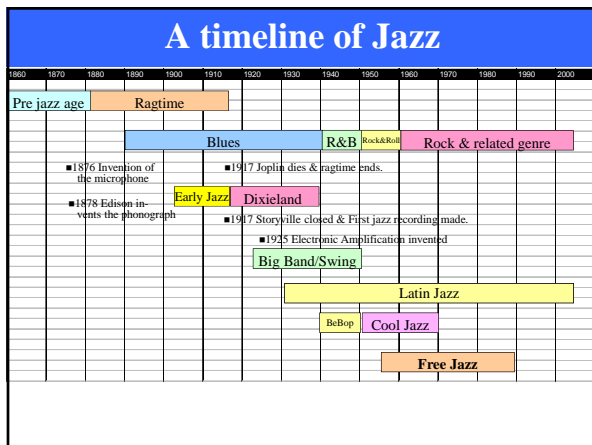 A timeline of Jazz
1860 1870 1880 1890 1900 1910 1920 1930 1940 1950 1960 1970 1980 1990 2000
Pre jazz age Ragtime
Blues R&B Rock&Roll Rock & related genre
■1876 Invention of
the microphone
■1917 Joplin dies & ragtime ends.
Early Jazz Dixieland
■1878 Edison in-
vents the phonograph
■1917 Storyville closed & First jazz recording made.
■1925 Electronic Amplification invented
Big Band/Swing
Latin Jazz
BeBop Cool Jazz
Free Jazz